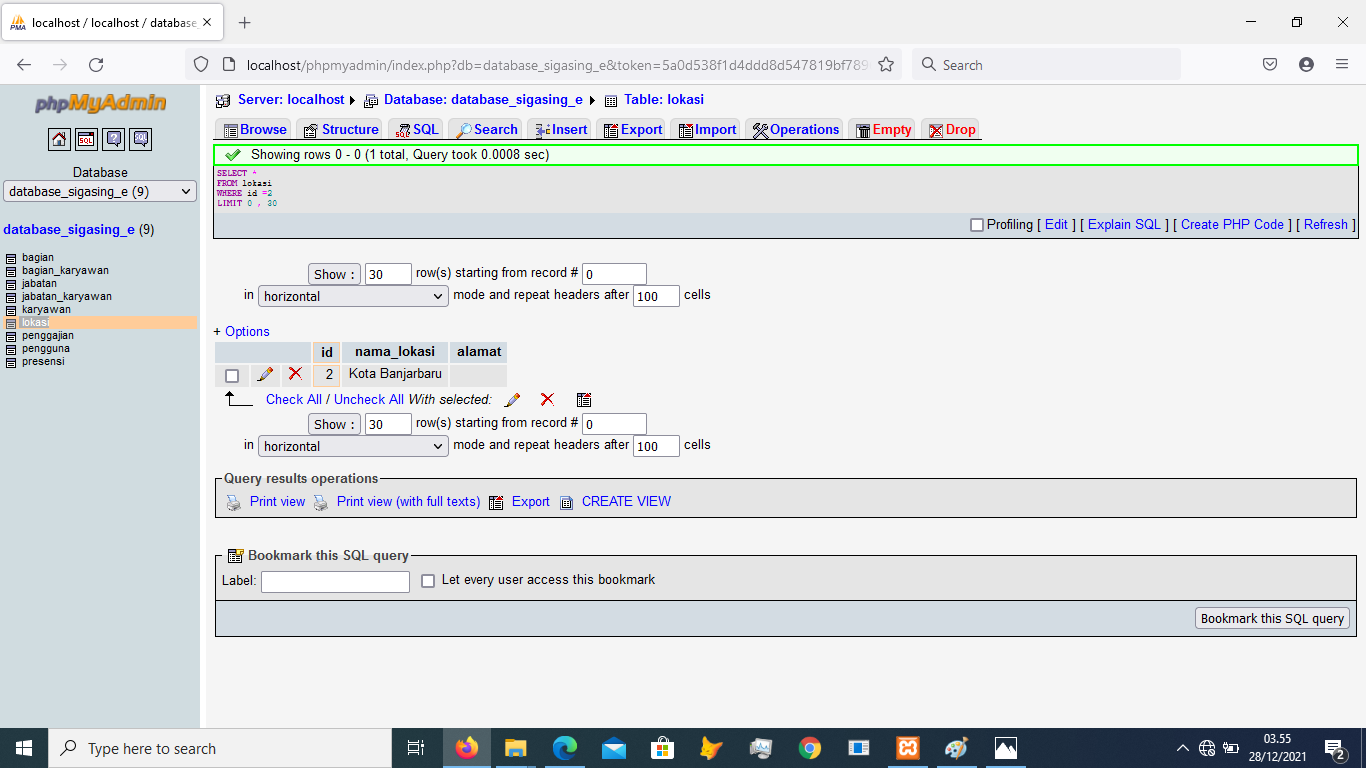 localhost / localhost / database_
localhost/phpmyadmin/index.php?db=database_sigasing_e&token=5a0d538f1d4ddd8d547819bf789
Search
phpMyAdmin
Database
database_sigasing_e (9)
database_sigasing_e (9)
bagian
bagian_karyawan
jabatan
jabatan_karyawan
karyawan
lokasi
penggajian
pengguna
presensi
Server: localhost Database: database_sigasing_e Table: lokasi
Browse Structure SQL Search Insert Export Import Operations Empty Drop
Showing rows 0 - 0 (1 total, Query took 0.0008 sec)
SELECT *
FROM lokasi
WHERE id =2
LIMIT 0 , 30
Profiling [ Edit ] [ Explain SQL ] [ Create PHP Code ] [ Refresh ]
Show : 30 row(s) starting from record # 0
in horizontal mode and repeat headers after 100 cells
+ Options
id nama_lokasi alamat
2 Kota Banjarbaru
Check All / Uncheck All With selected:
Show : 30 row(s) starting from record # 0
in horizontal mode and repeat headers after 100 cells
Query results operations
Print view Print view (with full texts) Export CREATE VIEW
Bookmark this SQL query
Label: Let every user access this bookmark
Bookmark this SQL query
Type here to search
03.55
28/12/2021
2